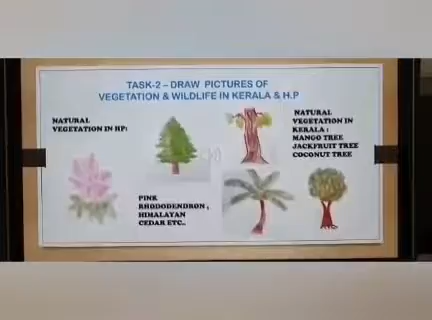 TASK-2 – DRAW PICTURES OF
VEGETATION & WILDLIFE IN KERALA & H.P
NATURAL
VEGETATION IN HP:
PINK
RHODODENDRON ,
HIMALAYAN
CEDAR ETC..
NATURAL
VEGETATION IN
KERALA :
MANGO TREE
JACKFRUIT TREE
COCONUT TREE